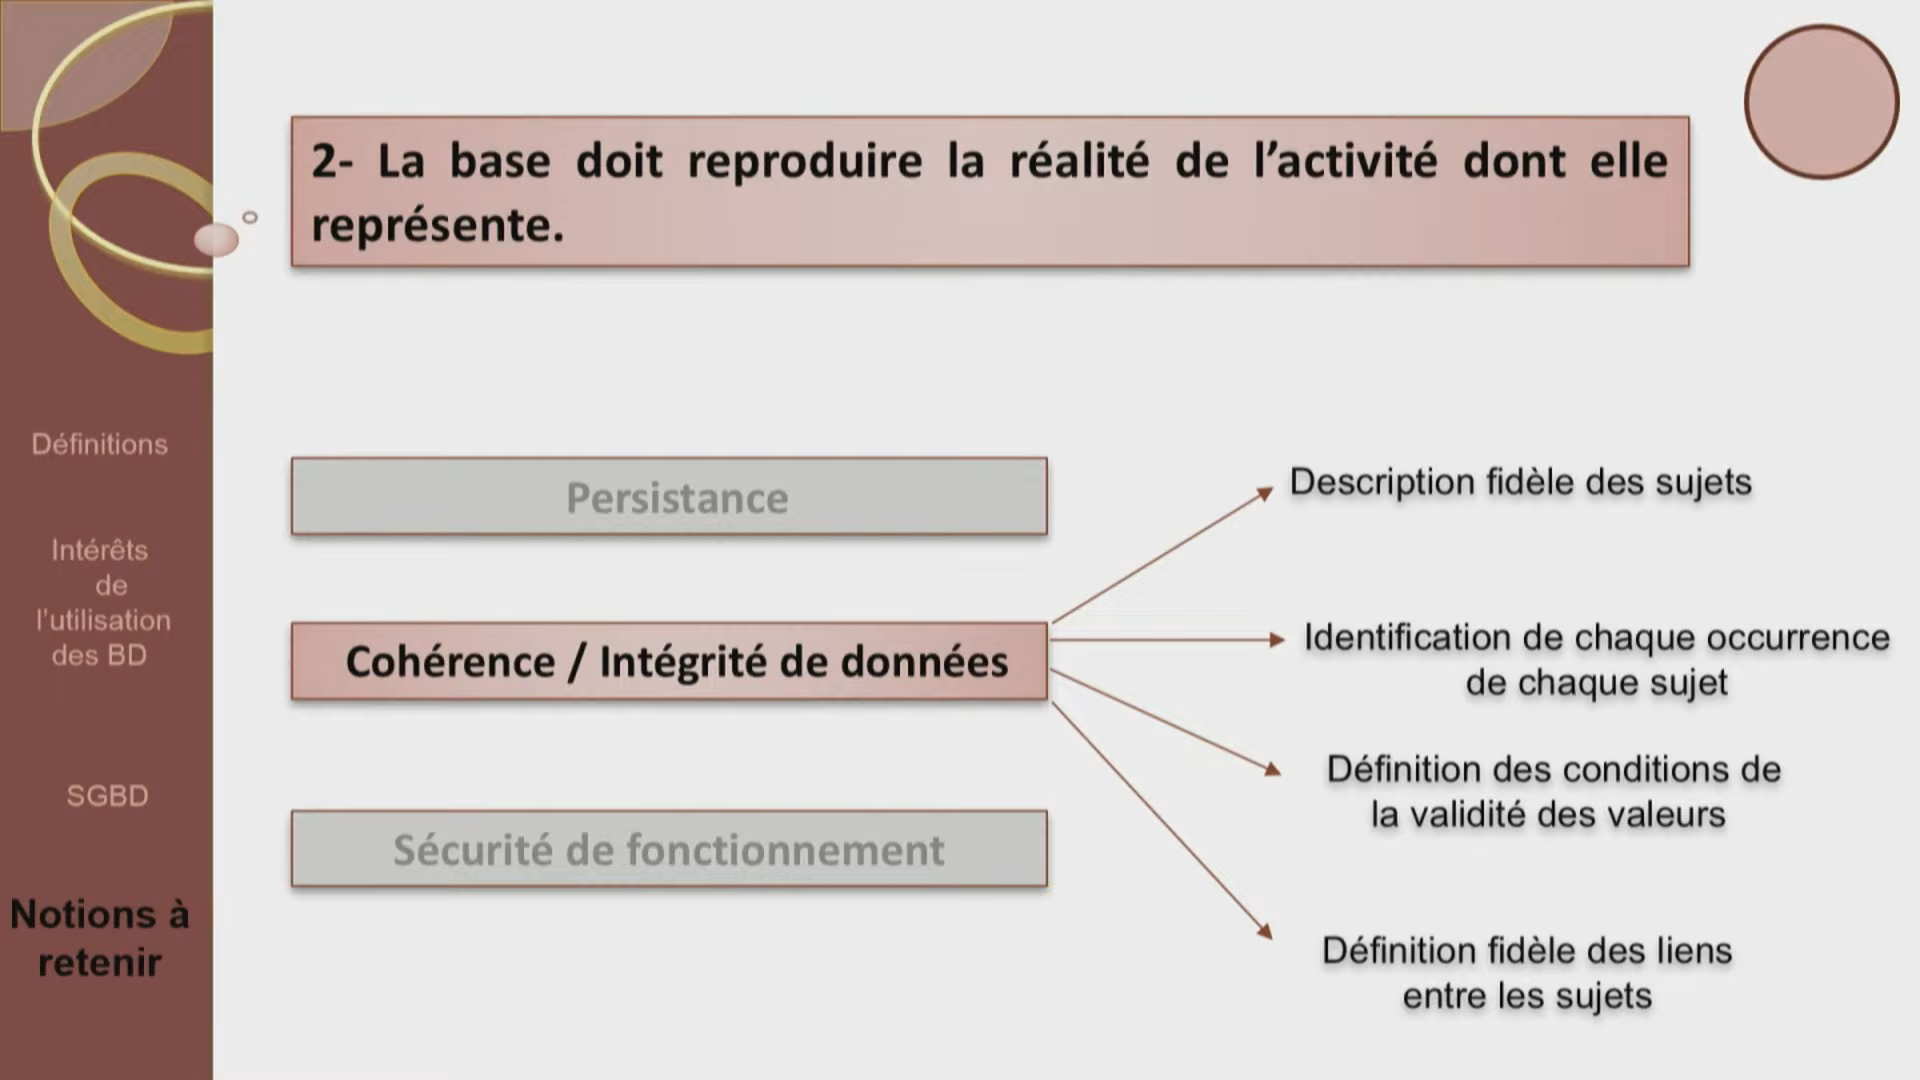 2- La base doit reproduire la réalité de l’activité dont elle
représente.
Définitions
Intérêts
de
l’utilisation
des BD
SGBD
Notions à
retenir
Persistance
Cohérence / Intégrité de données
Sécurité de fonctionnement
Description fidèle des sujets
Identification de chaque occurrence
de chaque sujet
Définition des conditions de
la validité des valeurs
Définition fidèle des liens
entre les sujets